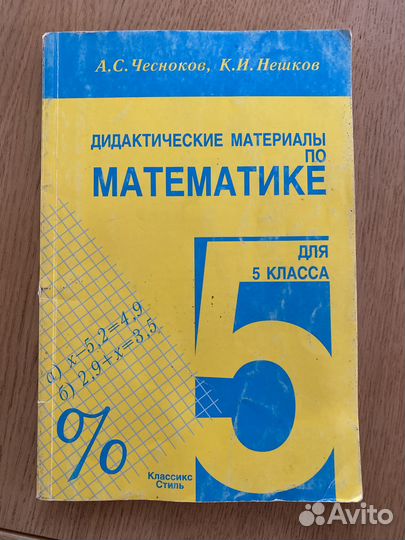 А.С.Чесноков, К.И.Нешков
ДИДАКТИЧЕСКИЕ МАТЕРИАЛЫ
ПО
МАТЕМАТИКЕ
ДЛЯ
5 КЛАССА
5
а) x−5,2=4,9
б) 2,9+x=3,5
%
Классикс
Стиль
Avito